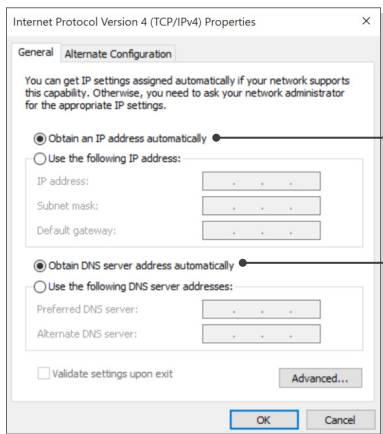 Internet Protocol Version 4 (TCP/IPv4) Properties
General Alternate Configuration
You can get IP settings assigned automatically if your network supports
this capability. Otherwise, you need to ask your network administrator
for the appropriate IP settings.
Obtain an IP address automatically
Use the following IP address:
IP address:
Subnet mask:
Default gateway:
Obtain DNS server address automatically
Use the following DNS server addresses:
Preferred DNS server:
Alternate DNS server:
Validate settings upon exit
Advanced...
OK Cancel